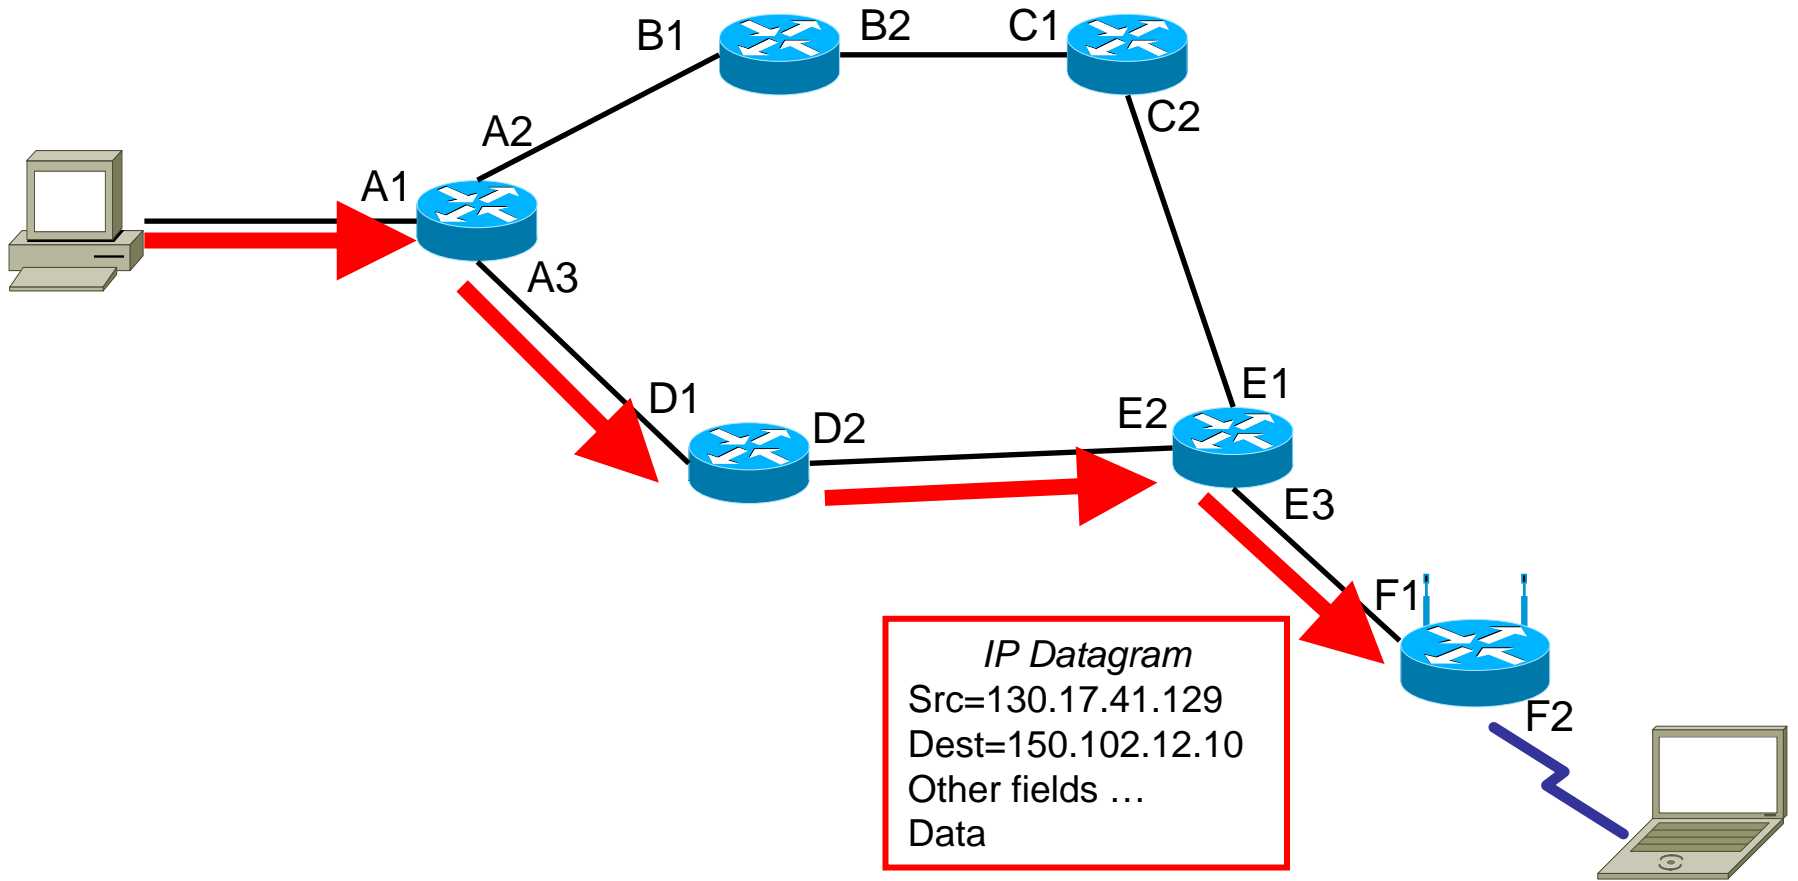 B1
B2
C1
C2
A2
A1
A3
D1
D2
E2
E1
E3
F1
F2
IP Datagram
Src=130.17.41.129
Dest=150.102.12.10
Other fields …
Data